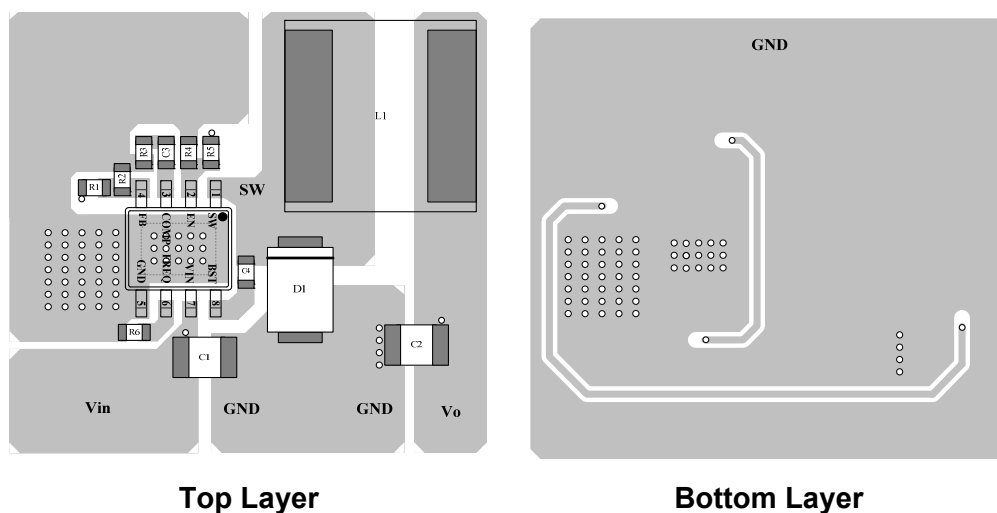 GND
L1
R3
C3
R4
R5
R2
R1
SW
4
3
2
1
FB
COMP
EN
SW
GND
FREQ
VIN
BST
C4
5
6
7
8
D1
R6
C1
C2
Vin
GND
GND
Vo
Top Layer
Bottom Layer